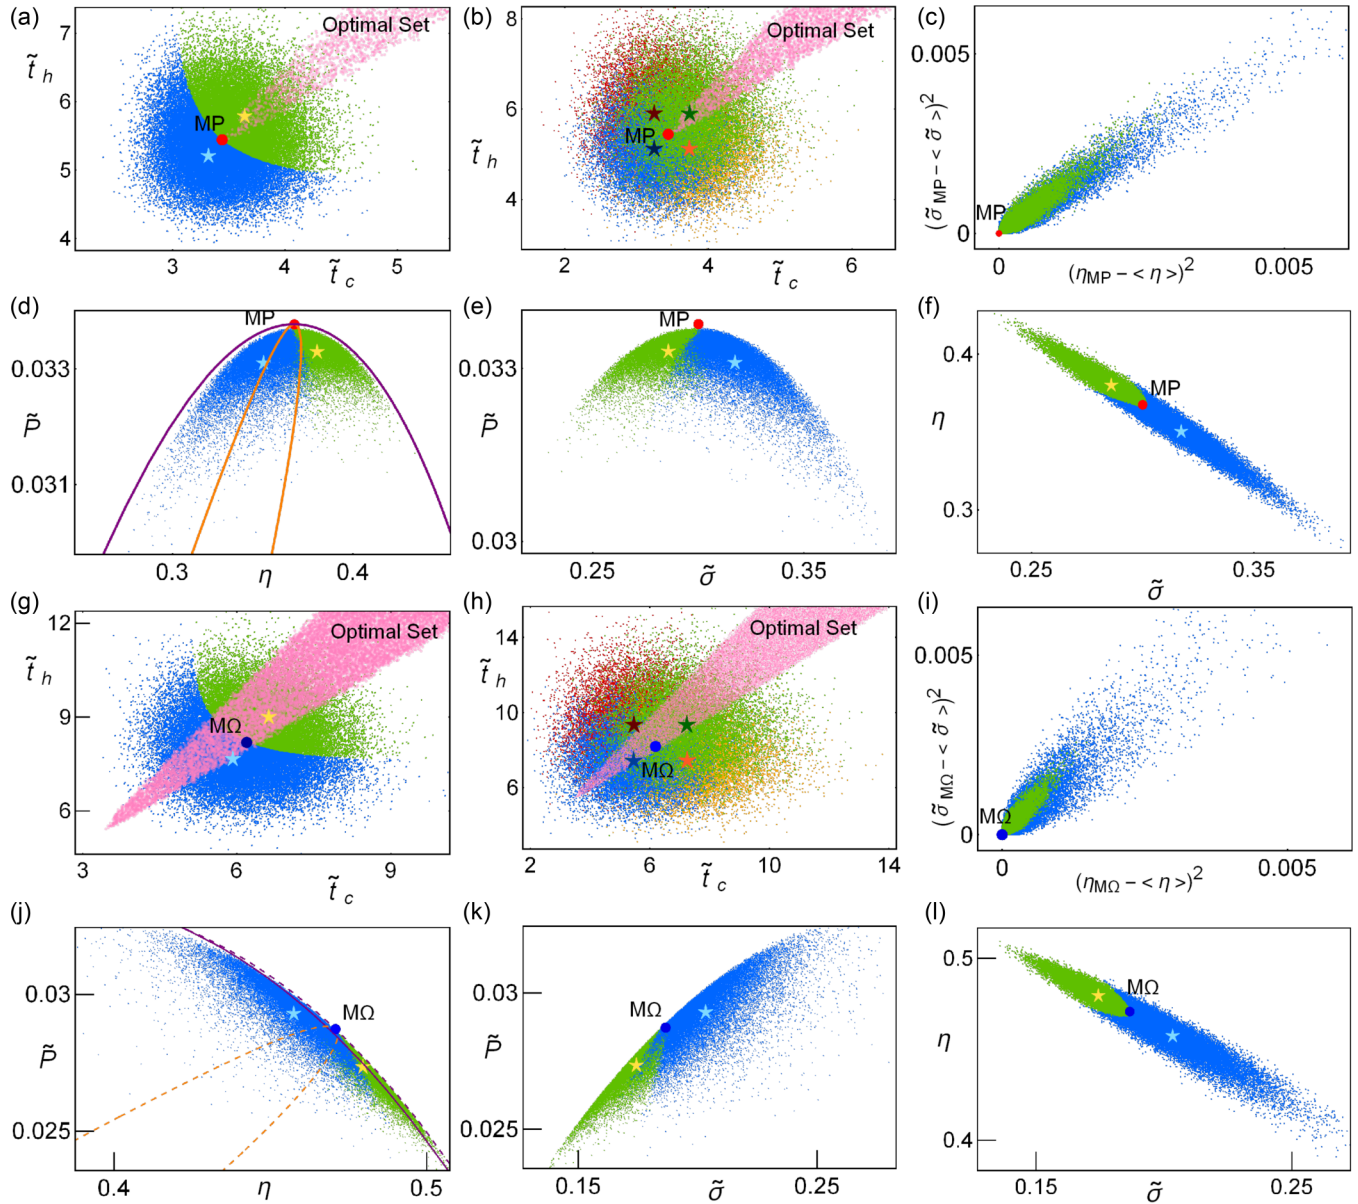 (a)
7
t̃ h
6
5
4
3
4
5
t̃ c
MP
Optimal Set
(b)
8
6
t̃ h
4
2
4
6
t̃ c
MP
Optimal Set
(c)
0.005
(σ̃ MP − < σ̃ >)²
0
MP
0
(ηMP − < η >)²
0.005
(d)
MP
0.033
P̃
0.031
0.3
η
0.4
(e)
MP
0.033
P̃
0.03
0.25
σ̃
0.35
(f)
0.4
MP
η
0.3
0.25
σ̃
0.35
(g)
12
t̃ h
9
6
3
6
9
t̃ c
MΩ
Optimal Set
(h)
14
t̃ h
10
6
2
6
10
14
t̃ c
MΩ
Optimal Set
(i)
0.005
(σ̃ MΩ − < σ̃ >)²
0
MΩ
0
(ηMΩ − < η >)²
0.005
(j)
0.03
MΩ
P̃
0.025
0.4
η
0.5
(k)
0.03
MΩ
P̃
0.025
0.15
σ̃
0.25
(l)
0.5
MΩ
η
0.4
0.15
σ̃
0.25